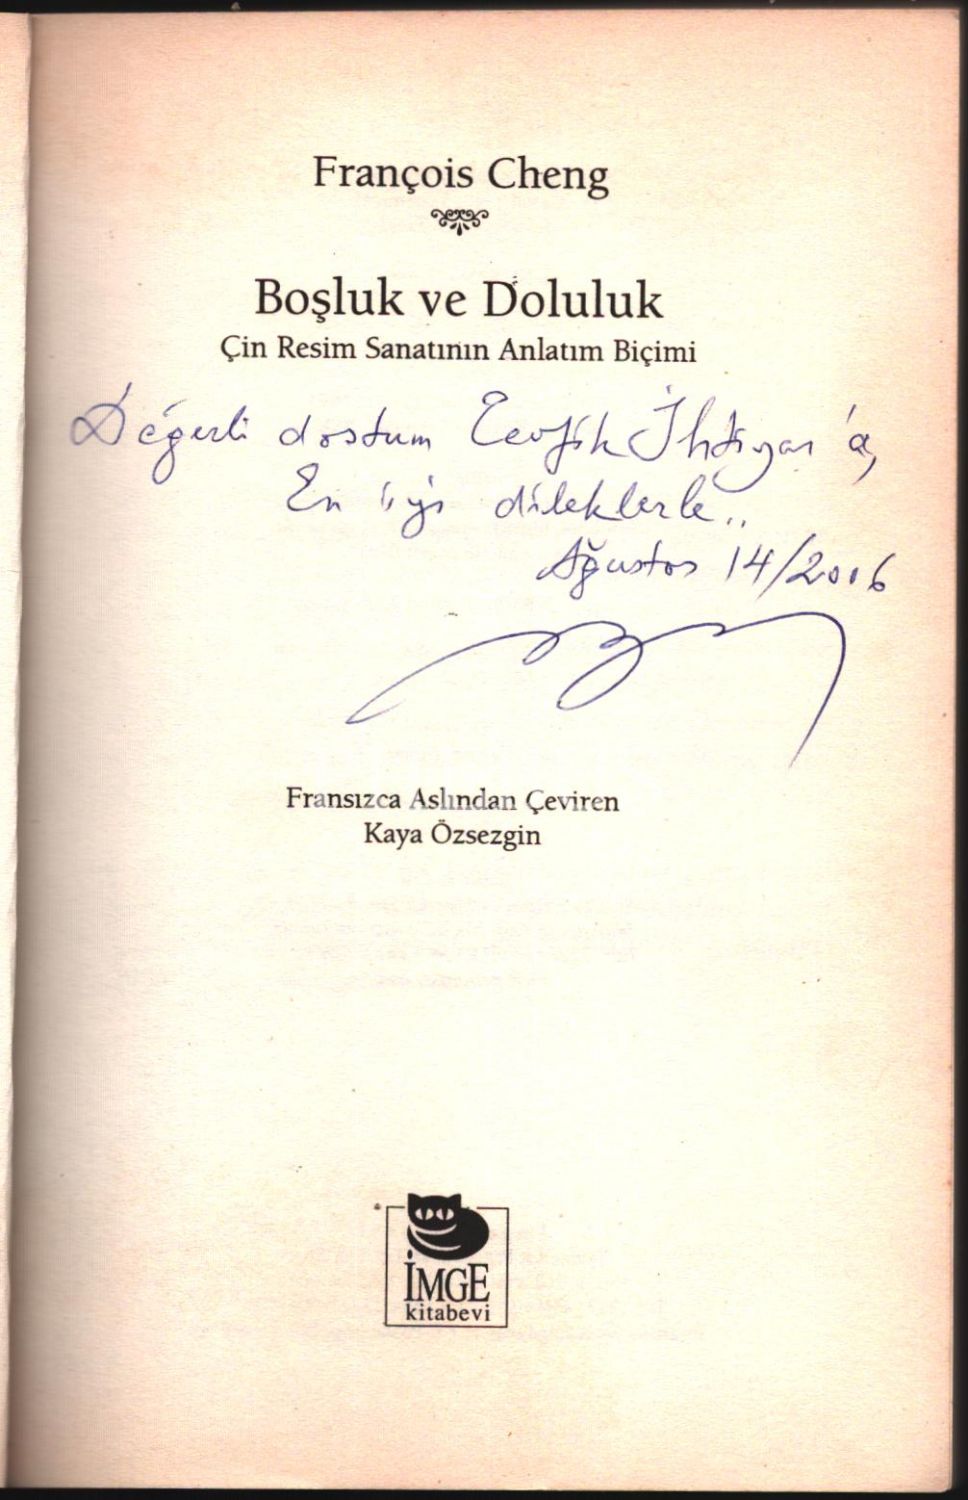 François Cheng
Boşluk ve Doluluk
Çin Resim Sanatının Anlatım Biçimi
Değerli dostum Tevfik İhtiyar'a,
En iyi dileklerle..
Ağustos 14/2006
Fransızca Aslından Çeviren
Kaya Özsezgin
İMGE
kitabevi